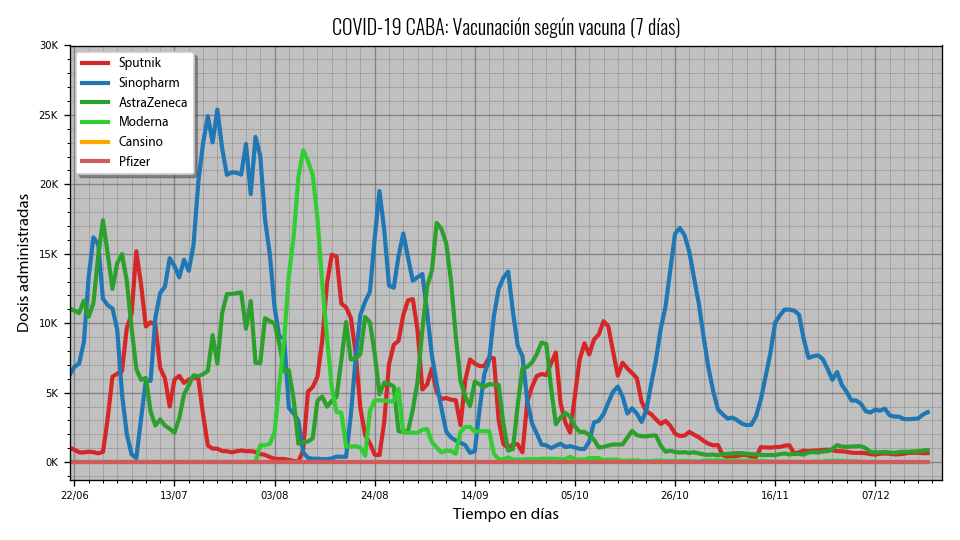 COVID-19 CABA: Vacunación según vacuna (7 días)
30K
25K
20K
15K
10K
5K
0K
Dosis administradas
Sputnik
Sinopharm
AstraZeneca
Moderna
Cansino
Pfizer
22/06 13/07 03/08 24/08 14/09 05/10 26/10 16/11 07/12
Tiempo en días